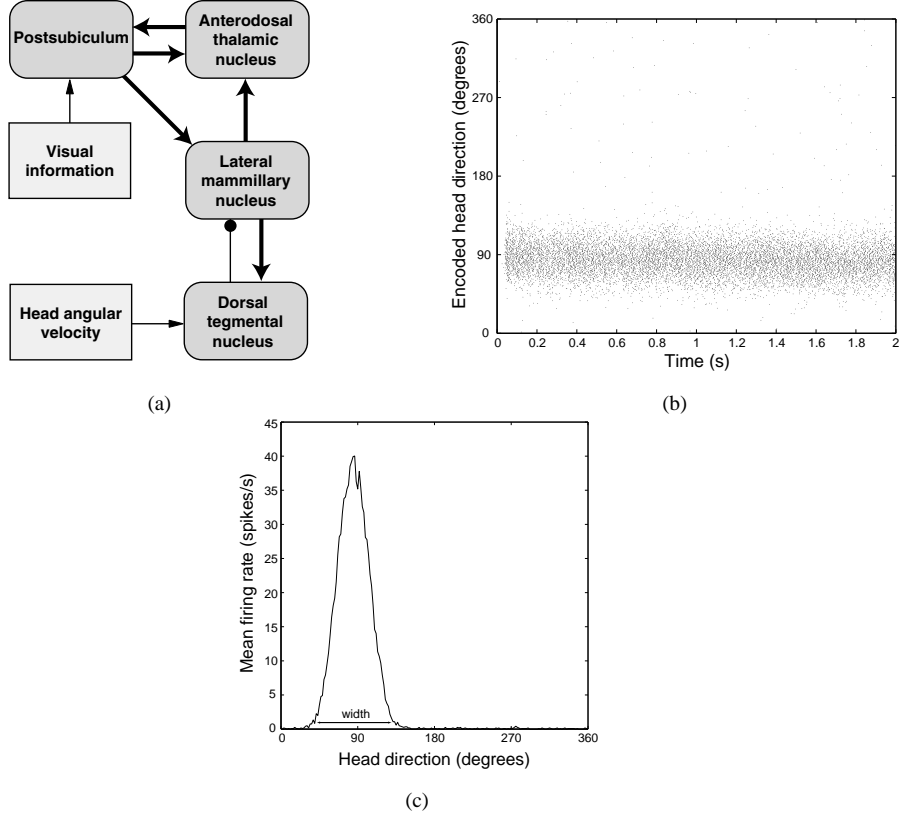 Postsubiculum
Anterodosal
thalamic
nucleus
Visual
information
Lateral
mammillary
nucleus
Head angular
velocity
Dorsal
tegmental
nucleus
(a)
Encoded head direction (degrees)
360
270
180
90
0
0 0.2 0.4 0.6 0.8 1 1.2 1.4 1.6 1.8 2
Time (s)
(b)
Mean firing rate (spikes/s)
45
40
35
30
25
20
15
10
5
0
width
0 90 180 270 360
Head direction (degrees)
(c)